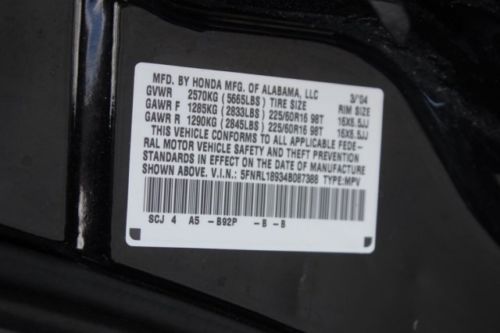 MFD. BY HONDA MFG. OF ALABAMA, LLC 3/'04
GVWR 2570KG (5665LBS) TIRE SIZE RIM SIZE
GAWR F 1285KG (2833LBS) 225/60R16 98T 16X6.5JJ
GAWR R 1290KG (2845LBS) 225/60R16 98T 16X6.5JJ
THIS VEHICLE CONFORMS TO ALL APPLICABLE FEDE-
RAL MOTOR VEHICLE SAFETY AND THEFT PREVENTION
STANDARDS IN EFFECT ON THE DATE OF MANUFACTURE
SHOWN ABOVE. V.I.N.: 5FNRL18934B087388 TYPE:MPV
SCJ 4 A5 -B92P -B -B